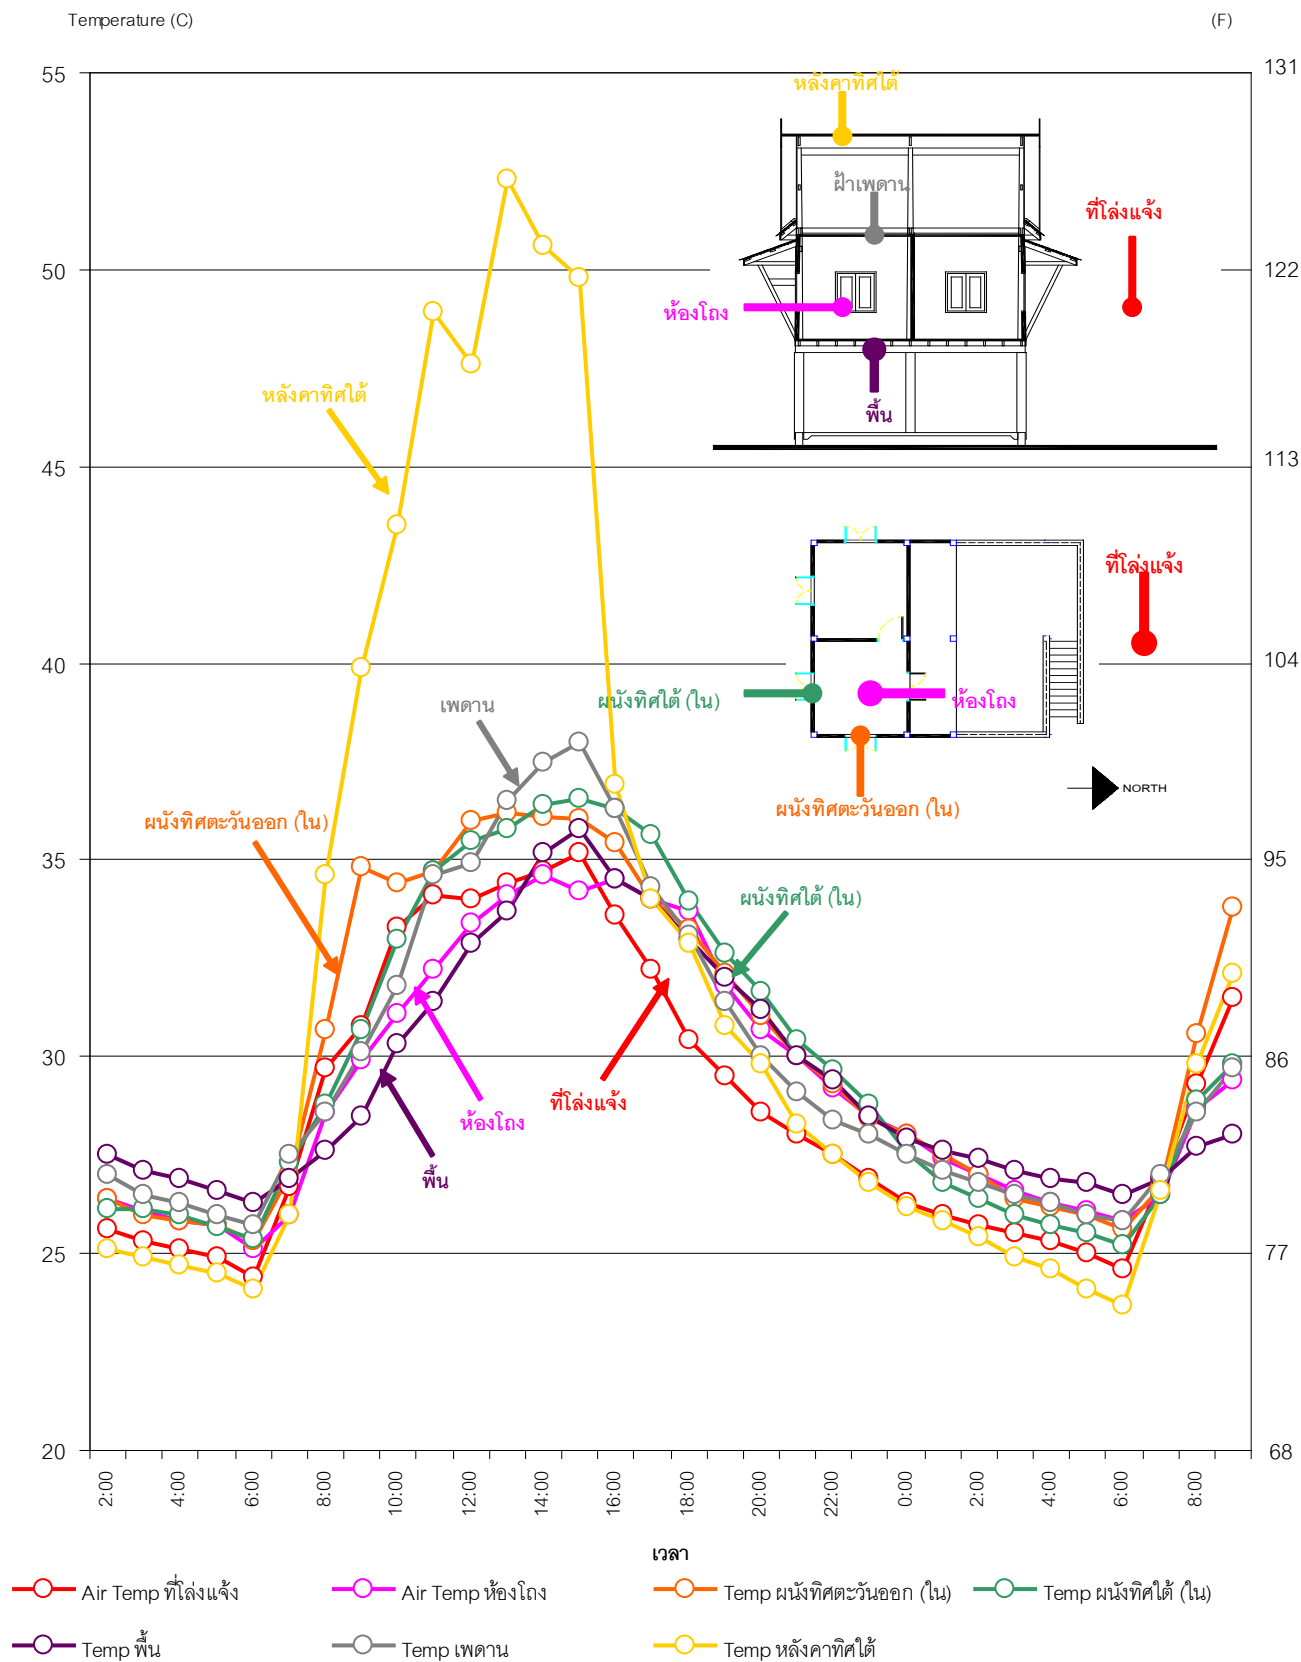 Temperature (C)
(F)
55
131
หลังคาทิศใต้
ฝ้าเพดาน
ที่โล่งแจ้ง
50
122
ห้องโถง
หลังคาทิศใต้
พื้น
45
113
ที่โล่งแจ้ง
40
104
ผนังทิศใต้ (ใน)
ห้องโถง
เพดาน
NORTH
ผนังทิศตะวันออก (ใน)
ผนังทิศตะวันออก (ใน)
35
95
ผนังทิศใต้ (ใน)
30
86
ที่โล่งแจ้ง
ห้องโถง
พื้น
25
77
20
68
2:00
4:00
6:00
8:00
10:00
12:00
14:00
16:00
18:00
20:00
22:00
0:00
2:00
4:00
6:00
8:00
เวลา
Air Temp ที่โล่งแจ้ง
Air Temp ห้องโถง
Temp ผนังทิศตะวันออก (ใน)
Temp ผนังทิศใต้ (ใน)
Temp พื้น
Temp เพดาน
Temp หลังคาทิศใต้